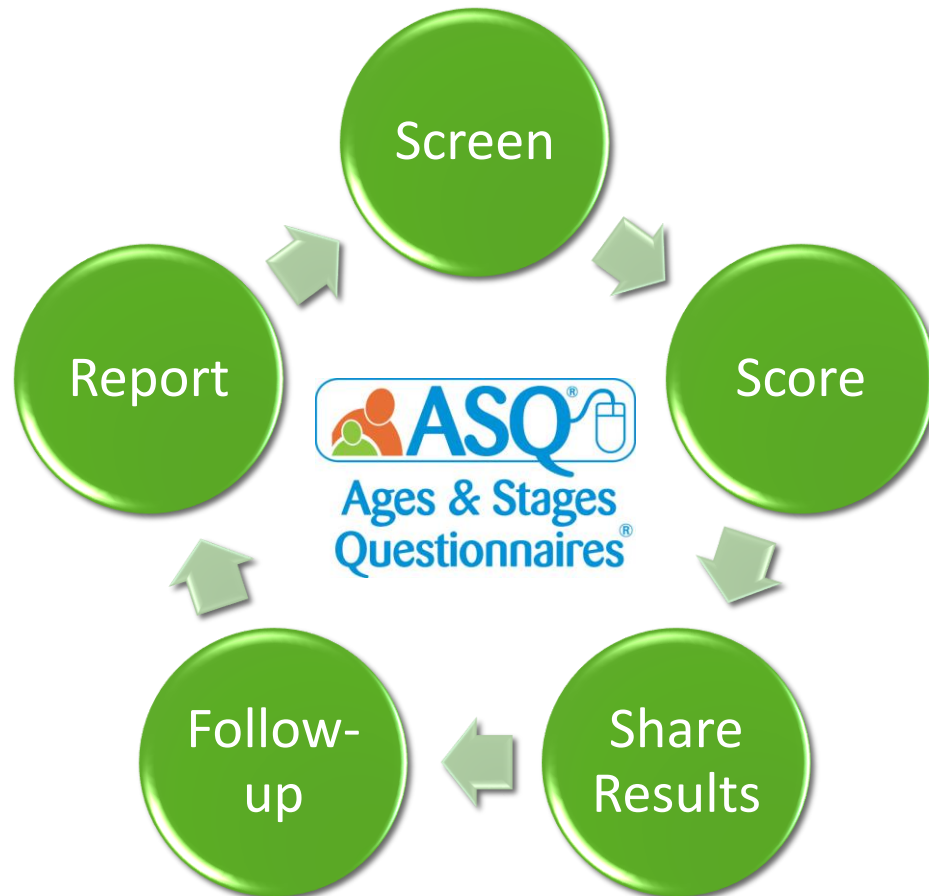 Screen
Score
Share
Results
Follow-
up
Report
ASQ®
Ages & Stages
Questionnaires®